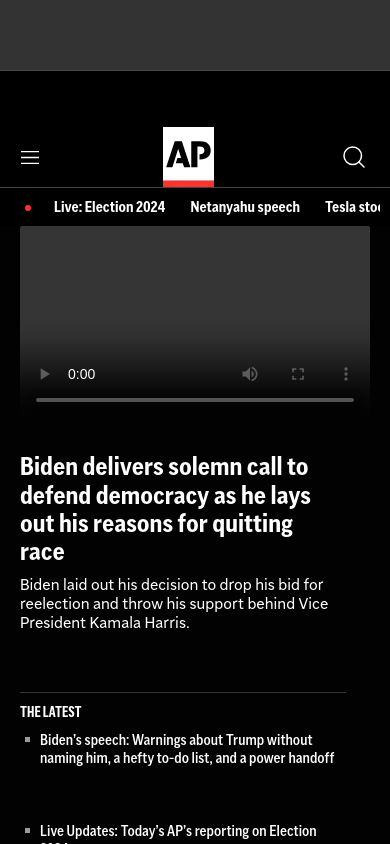 AP
Live: Election 2024 Netanyahu speech Tesla stoc
0:00
Biden delivers solemn call to
defend democracy as he lays
out his reasons for quitting
race
Biden laid out his decision to drop his bid for
reelection and throw his support behind Vice
President Kamala Harris.
THE LATEST
Biden’s speech: Warnings about Trump without
naming him, a hefty to-do list, and a power handoff
Live Updates: Today’s AP’s reporting on Election
2024